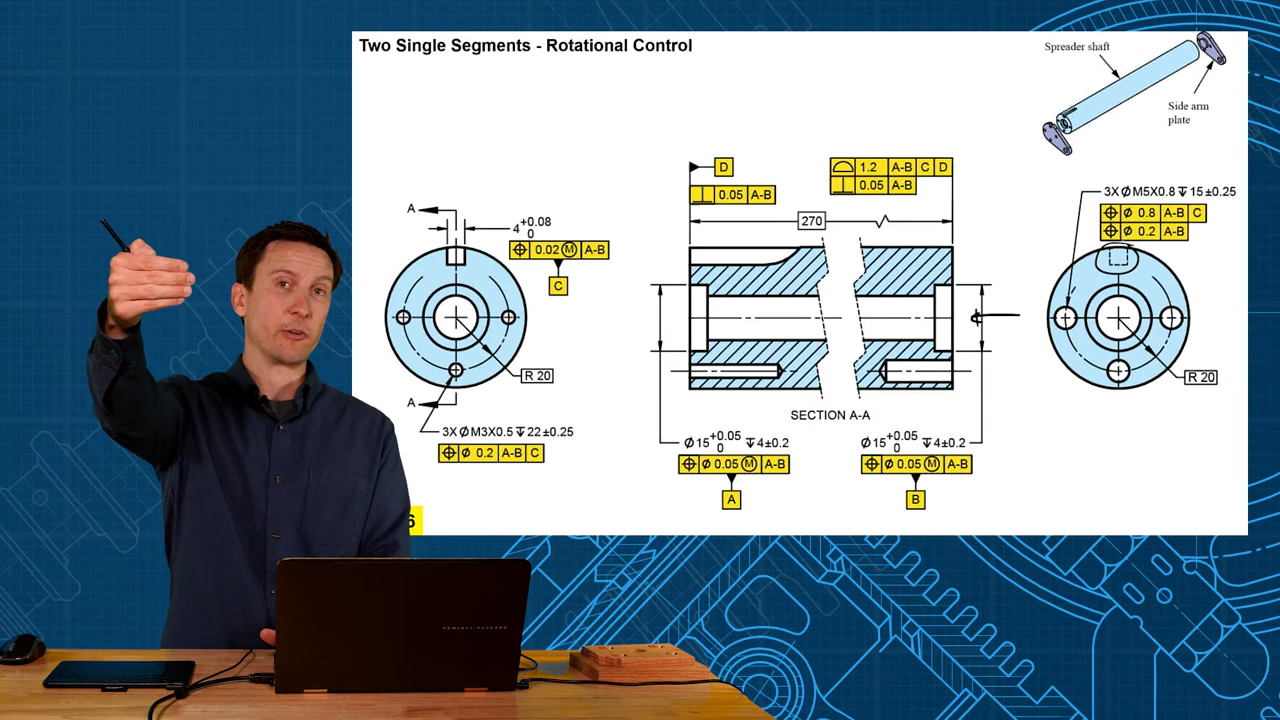 Two Single Segments - Rotational Control
Spreader shaft
Side arm
plate
A
4 +0.08
0
⌖ 0.02 Ⓜ A-B
C
R 20
A
3X Ø M3X0.5 ↧ 22 ±0.25
⌖ Ø 0.2 A-B C
D
⟂ 0.05 A-B
⌓ 1.2 A-B C D
⟂ 0.05 A-B
270
SECTION A-A
Ø 15 +0.05 ↧ 4±0.2
0
⌖ Ø 0.05 Ⓜ A-B
A
Ø 15 +0.05 ↧ 4±0.2
0
⌖ Ø 0.05 Ⓜ A-B
B
3X Ø M5X0.8 ↧ 15 ±0.25
⌖ Ø 0.8 A-B C
⌖ Ø 0.2 A-B
R 20
6
HEWLETT-PACKARD